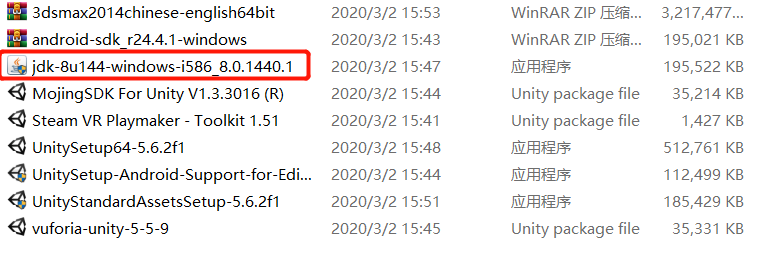 3dsmax2014chinese-english64bit 2020/3/2 15:53 WinRAR ZIP 压缩... 3,217,477...
android-sdk_r24.4.1-windows 2020/3/2 15:43 WinRAR ZIP 压缩... 195,021 KB
jdk-8u144-windows-i586_8.0.1440.1 2020/3/2 15:47 应用程序 195,522 KB
MojingSDK For Unity V1.3.3016 (R) 2020/3/2 15:44 Unity package file 35,214 KB
Steam VR Playmaker - Toolkit 1.51 2020/3/2 15:41 Unity package file 1,427 KB
UnitySetup64-5.6.2f1 2020/3/2 15:48 应用程序 512,761 KB
UnitySetup-Android-Support-for-Edi... 2020/3/2 15:44 应用程序 112,499 KB
UnityStandardAssetsSetup-5.6.2f1 2020/3/2 15:51 应用程序 185,429 KB
vuforia-unity-5-5-9 2020/3/2 15:45 Unity package file 35,331 KB